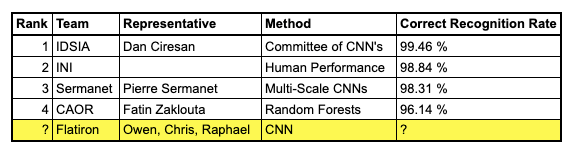 Rank Team Representative Method Correct Recognition Rate
1 IDSIA Dan Ciresan Committee of CNN's 99.46 %
2 INI Human Performance 98.84 %
3 Sermanet Pierre Sermanet Multi-Scale CNNs 98.31 %
4 CAOR Fatin Zaklouta Random Forests 96.14 %
? Flatiron Owen, Chris, Raphael CNN ?